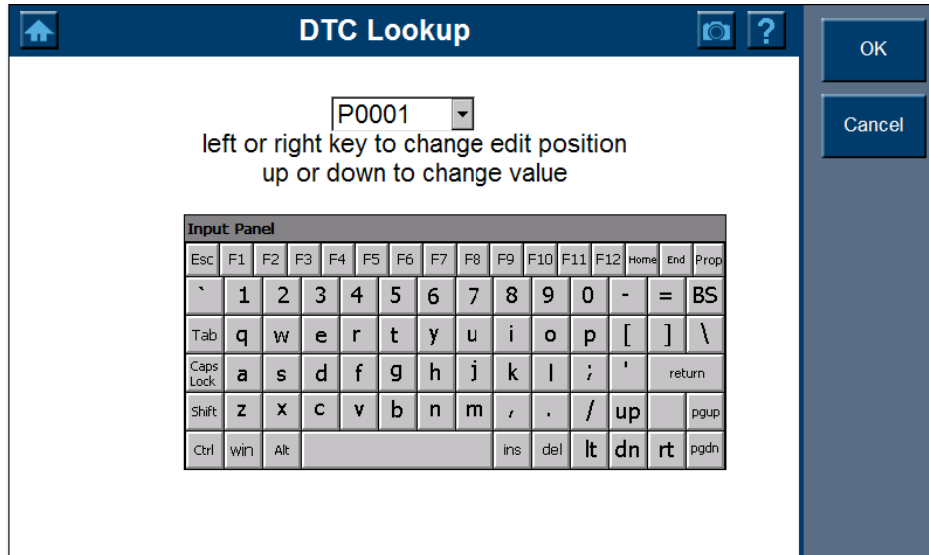 DTC Lookup
?
OK
Cancel
P0001
left or right key to change edit position
up or down to change value
Input Panel
Esc F1 F2 F3 F4 F5 F6 F7 F8 F9 F10 F11 F12 Home End Prop
` 1 2 3 4 5 6 7 8 9 0 - = BS
Tab q w e r t y u i o p [ ] \
Caps Lock a s d f g h j k l ; ' return
Shift z x c v b n m , . / up pgup
Ctrl win Alt ins del lt dn rt pgdn